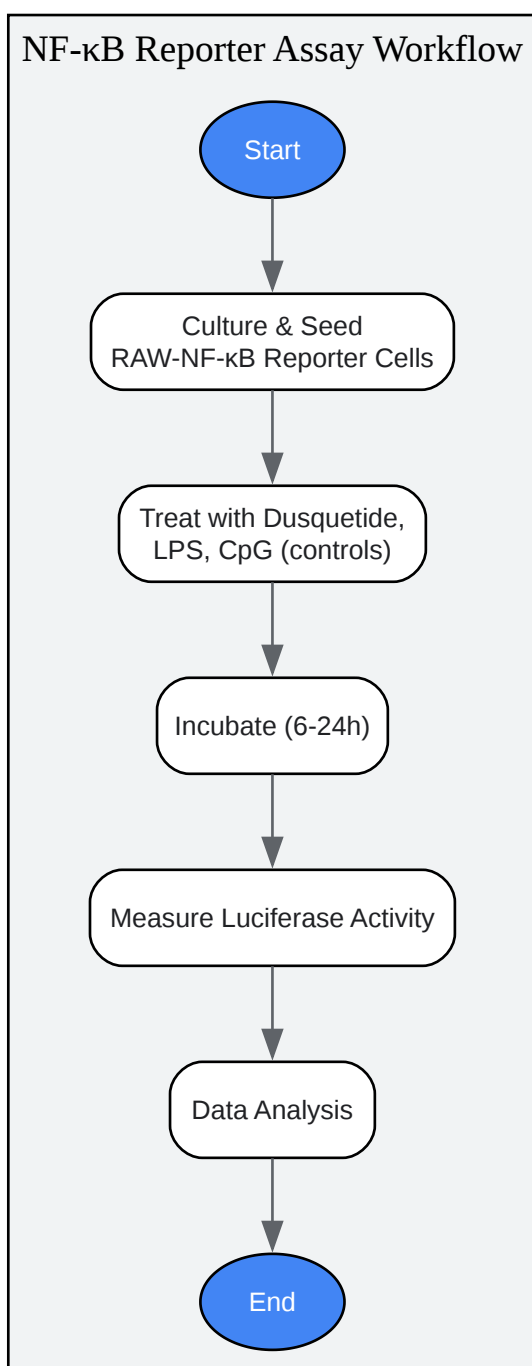 NF-κB Reporter Assay Workflow
Start
Culture & Seed
RAW-NF-κB Reporter Cells
Treat with Dusquetide,
LPS, CpG (controls)
Incubate (6-24h)
Measure Luciferase Activity
Data Analysis
End